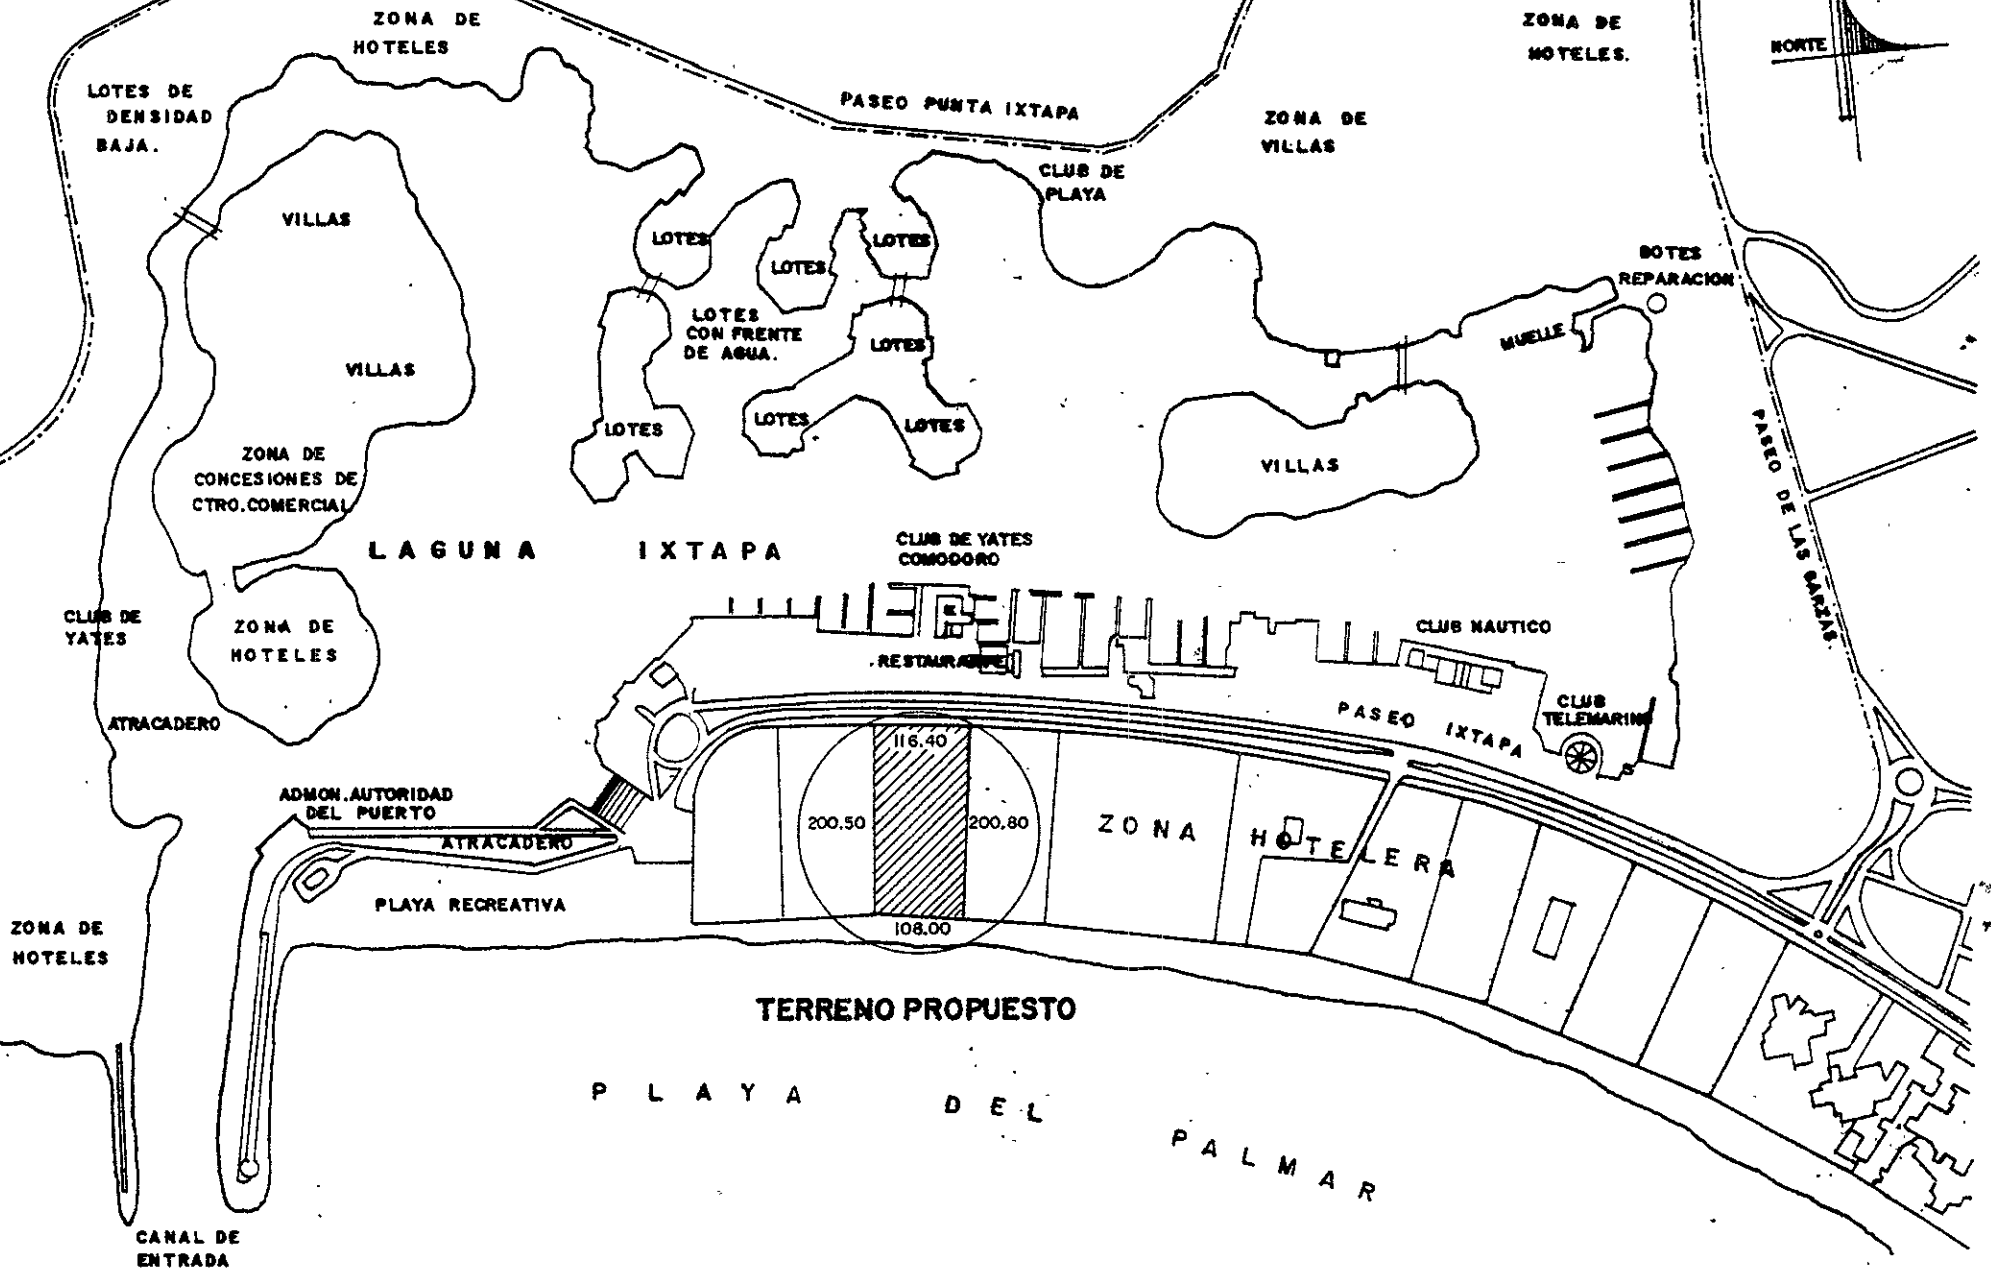 ZONA DE
HOTELES
ZONA DE
HOTELES.
NORTE
LOTES DE
DENSIDAD
BAJA.
PASEO PUNTA IXTAPA
ZONA DE
VILLAS
CLUB DE
PLAYA
VILLAS
LOTES
LOTES
LOTES
BOTES
REPARACION
LOTES
CON FRENTE
DE AGUA.
LOTES
MUELLE
VILLAS
LOTES
LOTES
LOTES
PASEO DE LAS GARZAS.
ZONA DE
CONCESIONES DE
CTRO.COMERCIAL
VILLAS
LAGUNA IXTAPA
CLUB DE YATES
COMODORO
CLUB DE
YATES
ZONA DE
HOTELES
CLUB NAUTICO
RESTAURANTE
ATRACADERO
PASEO IXTAPA
CLUB
TELEMARINO
116.40
ADMON.AUTORIDAD
DEL PUERTO
200.50
200.80
ZONA HOTELERA
ATRACADERO
PLAYA RECREATIVA
108.00
ZONA DE
HOTELES
TERRENO PROPUESTO
PLAYA DEL PALMAR
CANAL DE
ENTRADA